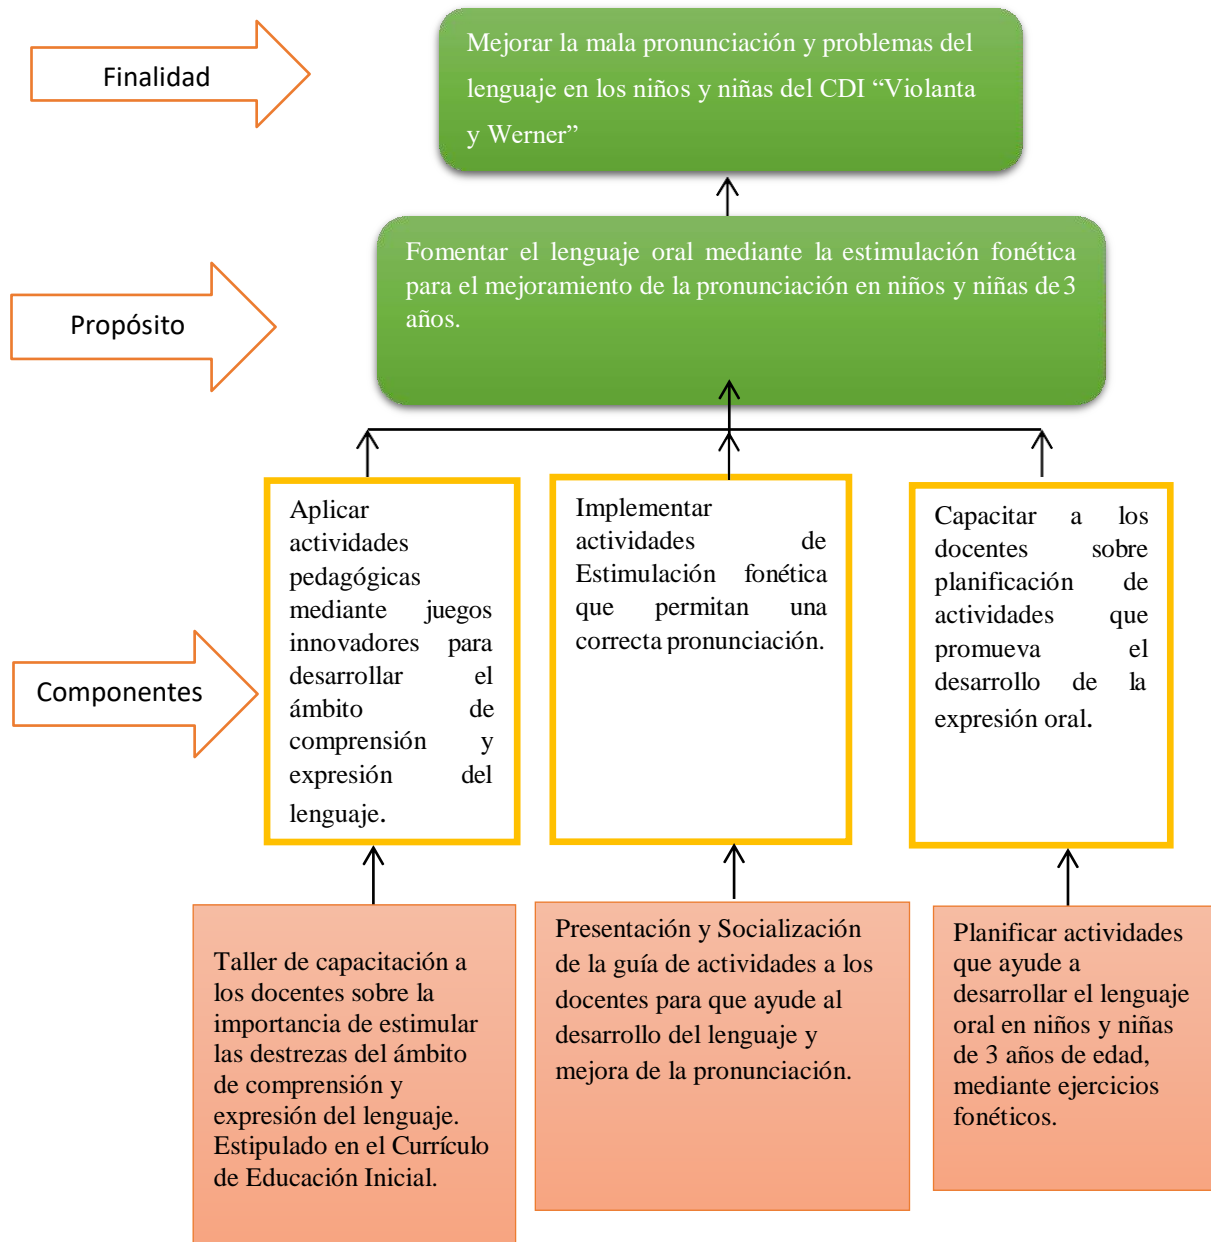 Finalidad
Mejorar la mala pronunciación y problemas del
lenguaje en los niños y niñas del CDI “Violanta
y Werner”
Propósito
Fomentar el lenguaje oral mediante la estimulación fonética
para el mejoramiento de la pronunciación en niños y niñas de 3
años.
Componentes
Aplicar
actividades
pedagógicas
mediante juegos
innovadores para
desarrollar el
ámbito de
comprensión y
expresión del
lenguaje.
Implementar
actividades de
Estimulación fonética
que permitan una
correcta pronunciación.
Capacitar a los
docentes sobre
planificación de
actividades que
promueva el
desarrollo de la
expresión oral.
Taller de capacitación a
los docentes sobre la
importancia de estimular
las destrezas del ámbito
de comprensión y
expresión del lenguaje.
Estipulado en el Currículo
de Educación Inicial.
Presentación y Socialización
de la guía de actividades a los
docentes para que ayude al
desarrollo del lenguaje y
mejora de la pronunciación.
Planificar actividades
que ayude a
desarrollar el lenguaje
oral en niños y niñas
de 3 años de edad,
mediante ejercicios
fonéticos.